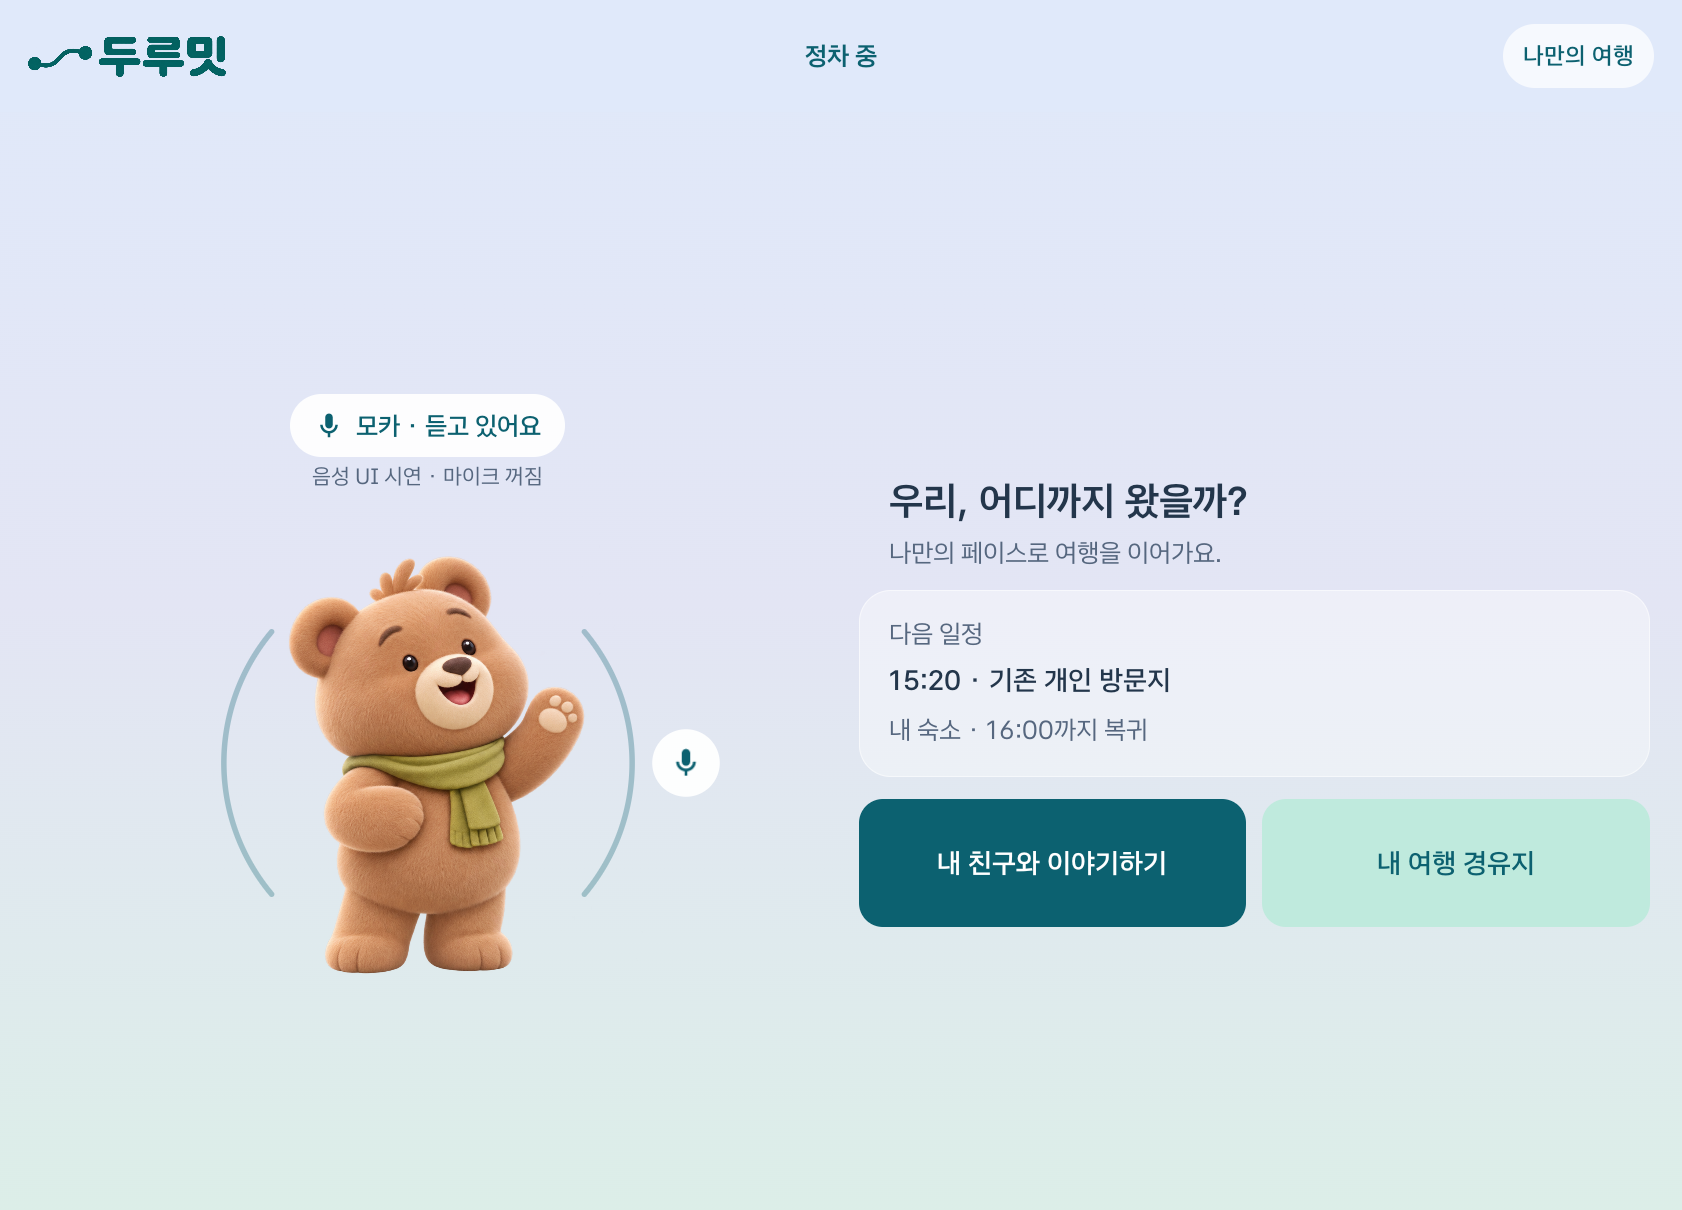 두루밋
정차 중
나만의 여행
모카 · 듣고 있어요
음성 UI 시연 · 마이크 꺼짐
우리, 어디까지 왔을까?
나만의 페이스로 여행을 이어가요.
다음 일정
15:20 · 기존 개인 방문지
내 숙소 · 16:00까지 복귀
내 친구와 이야기하기
내 여행 경유지